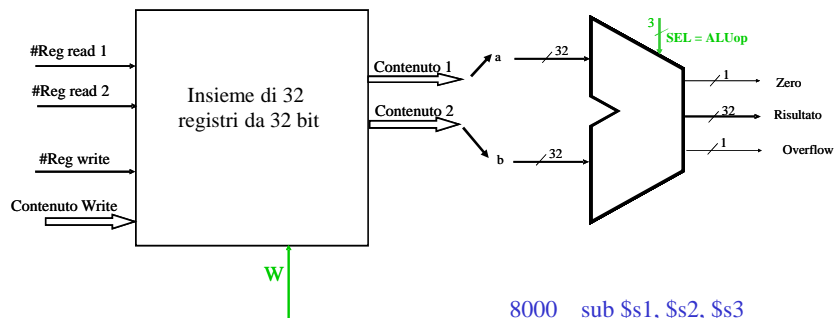 #Reg read 1
#Reg read 2
#Reg write
Contenuto Write
Insieme di 32
registri da 32 bit
W
Contenuto 1
Contenuto 2
a
b
32
32
3
SEL = ALUop
1
Zero
32
Risultato
1
Overflow
8000 sub $s1, $s2, $s3